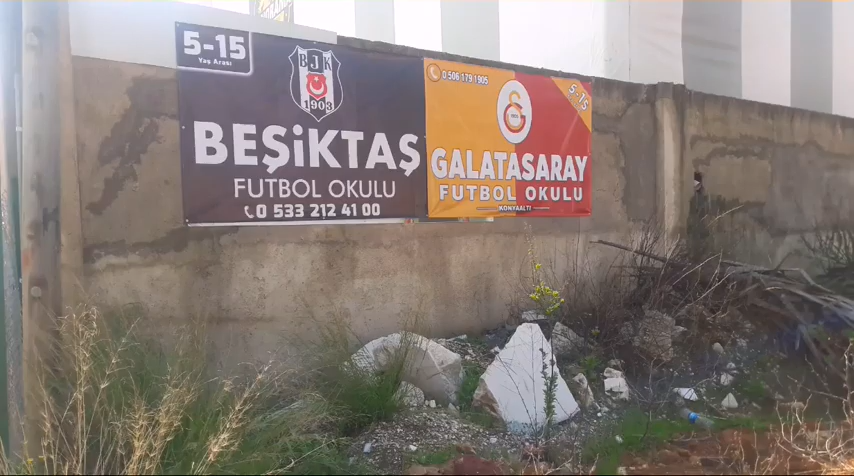 5-15
Yaş Arası
BJK
1903
BEŞİKTAŞ
FUTBOL OKULU
0 533 212 41 00
0 506 179 1905
5-15
GALATASARAY
FUTBOL OKULU
KONYAALTI